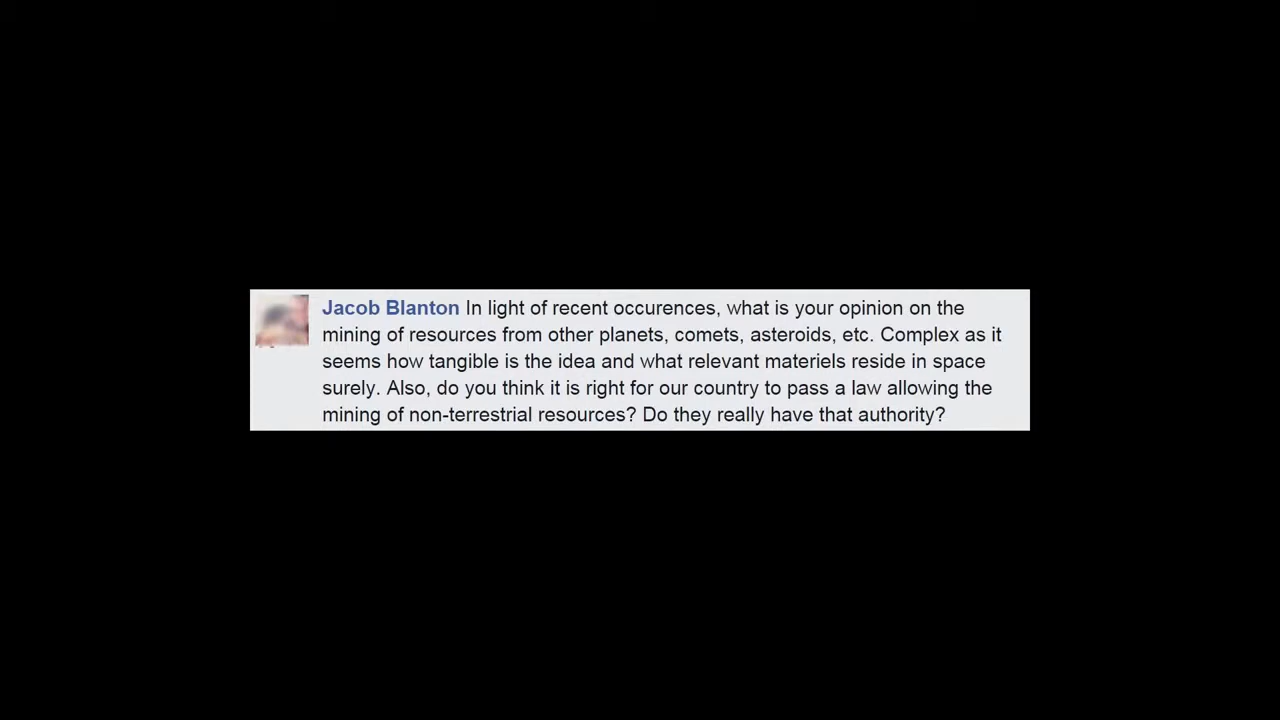 Jacob Blanton In light of recent occurences, what is your opinion on the
mining of resources from other planets, comets, asteroids, etc. Complex as it
seems how tangible is the idea and what relevant materiels reside in space
surely. Also, do you think it is right for our country to pass a law allowing the
mining of non-terrestrial resources? Do they really have that authority?